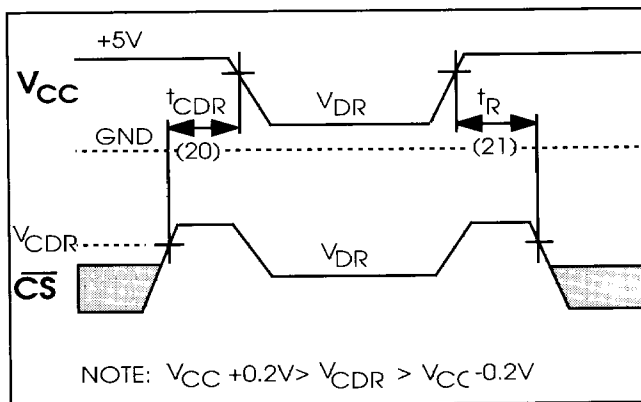 +5V
VCC
tCDR
VDR
tR
GND
(20)
(21)
VCDR
VDR
CS
NOTE: VCC +0.2V> VCDR > VCC-0.2V